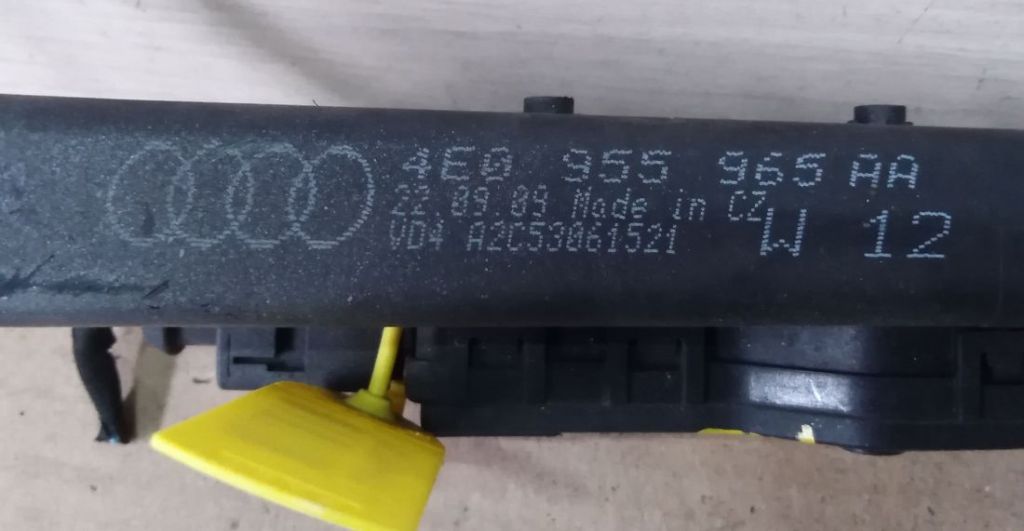 4E0 955 965 AA
22.09.09 Made in CZ
VD4 A2C53061521
W 12